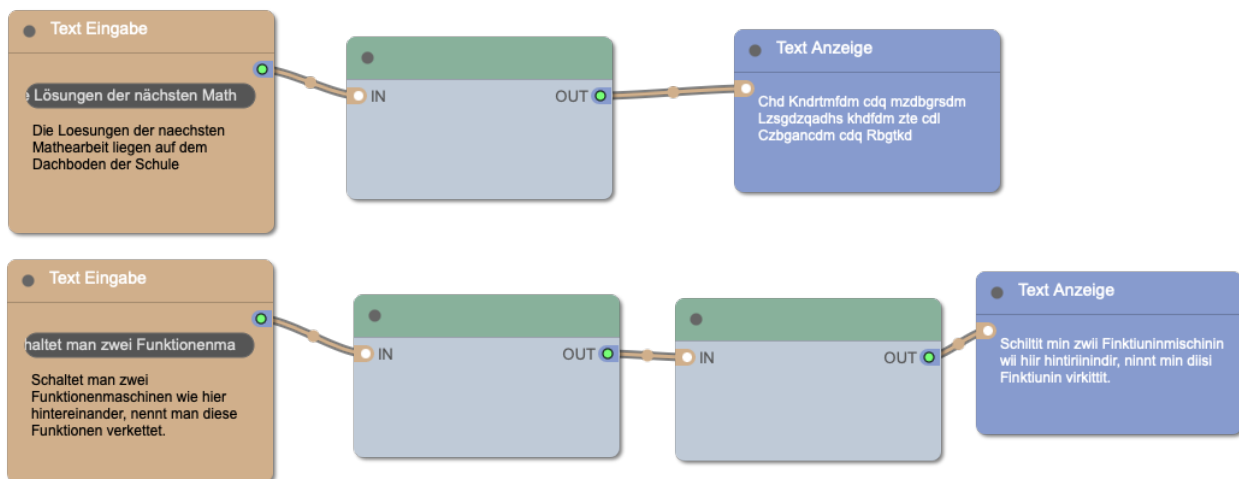 Text Eingabe
e Lösungen der nächsten Math
Die Loesungen der naechsten
Mathearbeit liegen auf dem
Dachboden der Schule
IN
OUT
Text Anzeige
Chd Kndrtmfdm cdq mzdbgrsdm
Lzsgdzqadhs khdfdm zte cdl
Czbgancdm cdq Rbgtkd
Text Eingabe
haltet man zwei Funktionenma
Schaltet man zwei
Funktionenmaschinen wie hier
hintereinander, nennt man diese
Funktionen verkettet.
IN
OUT
IN
OUT
Text Anzeige
Schiltit min zwii Finktiuninmischinin
wii hiir hintiriinindir, ninnt min diisi
Finktiunin virkittit.